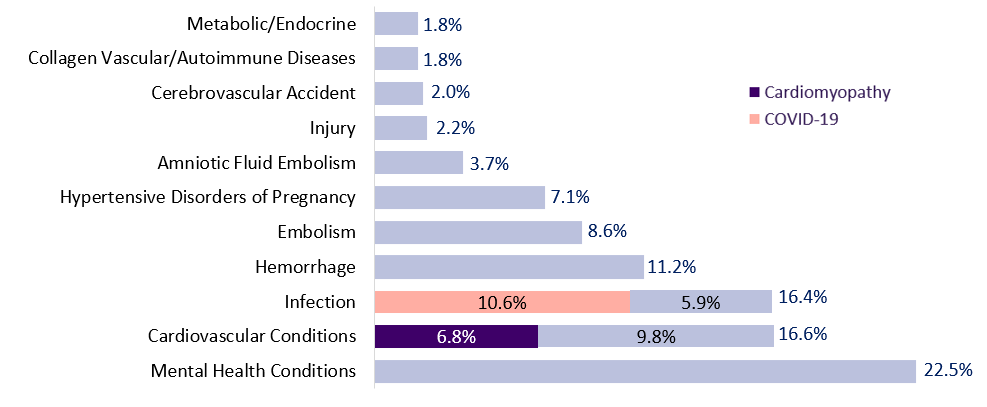 Metabolic/Endocrine 1.8%
Collagen Vascular/Autoimmune Diseases 1.8%
Cerebrovascular Accident 2.0%
Cardiomyopathy
COVID-19
Injury 2.2%
Amniotic Fluid Embolism 3.7%
Hypertensive Disorders of Pregnancy 7.1%
Embolism 8.6%
Hemorrhage 11.2%
Infection 10.6% 5.9% 16.4%
Cardiovascular Conditions 6.8% 9.8% 16.6%
Mental Health Conditions 22.5%